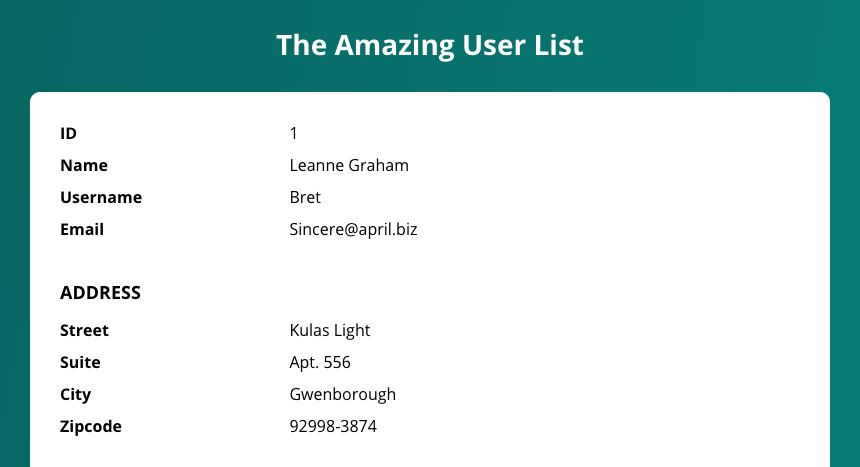 The Amazing User List
ID 1
Name Leanne Graham
Username Bret
Email Sincere@april.biz
ADDRESS
Street Kulas Light
Suite Apt. 556
City Gwenborough
Zipcode 92998-3874